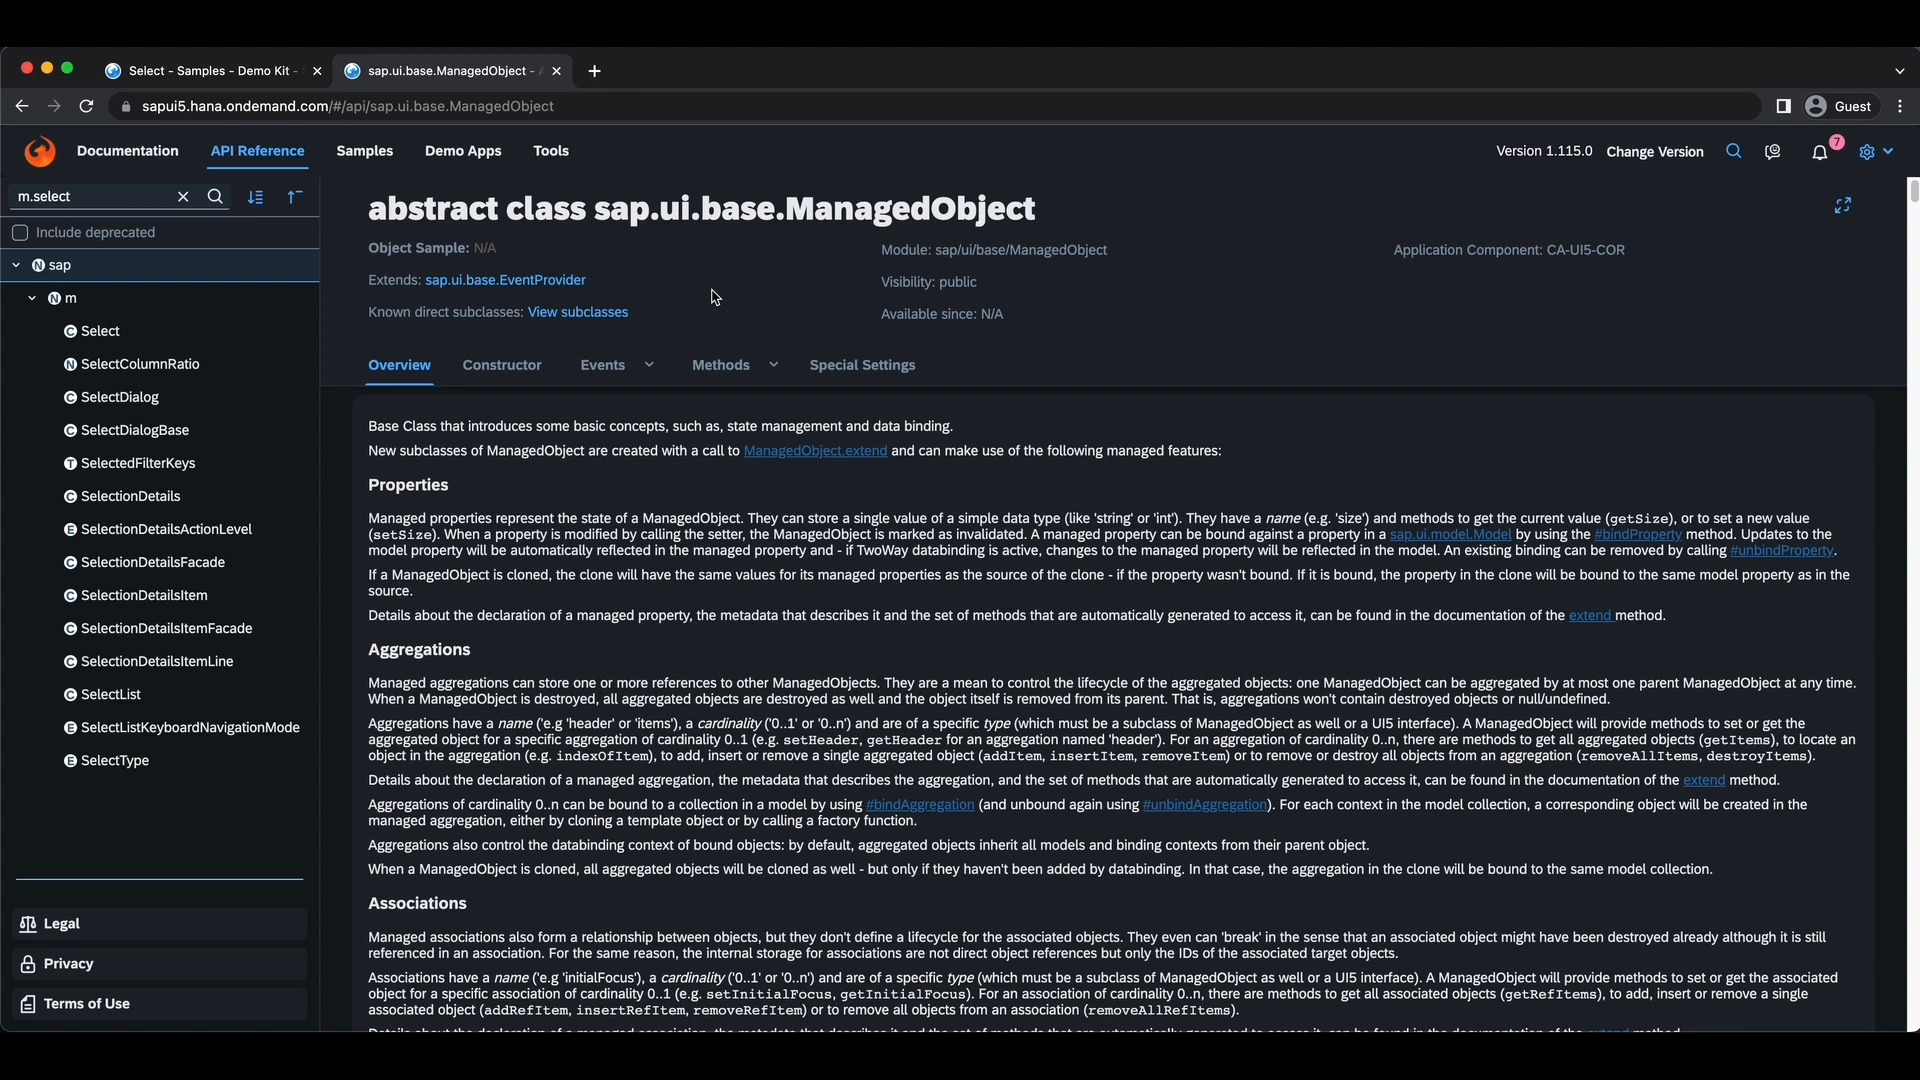 Select - Samples - Demo Kit -
sap.ui.base.ManagedObject -
sapui5.hana.ondemand.com/#/api/sap.ui.base.ManagedObject
Guest
Documentation
API Reference
Samples
Demo Apps
Tools
Version 1.115.0
Change Version
7
m.select
Include deprecated
N sap
N m
C Select
N SelectColumnRatio
C SelectDialog
C SelectDialogBase
T SelectedFilterKeys
C SelectionDetails
E SelectionDetailsActionLevel
C SelectionDetailsFacade
C SelectionDetailsItem
C SelectionDetailsItemFacade
C SelectionDetailsItemLine
C SelectList
E SelectListKeyboardNavigationMode
E SelectType
Legal
Privacy
Terms of Use
abstract class sap.ui.base.ManagedObject
Object Sample: N/A
Module: sap/ui/base/ManagedObject
Application Component: CA-UI5-COR
Extends: sap.ui.base.EventProvider
Visibility: public
Known direct subclasses: View subclasses
Available since: N/A
Overview
Constructor
Events
Methods
Special Settings
Base Class that introduces some basic concepts, such as, state management and data binding.
New subclasses of ManagedObject are created with a call to ManagedObject.extend and can make use of the following managed features:
Properties
Managed properties represent the state of a ManagedObject. They can store a single value of a simple data type (like 'string' or 'int'). They have a name (e.g. 'size') and methods to get the current value (getSize), or to set a new value
(setSize). When a property is modified by calling the setter, the ManagedObject is marked as invalidated. A managed property can be bound against a property in a sap.ui.model.Model by using the #bindProperty method. Updates to the
model property will be automatically reflected in the managed property and - if TwoWay databinding is active, changes to the managed property will be reflected in the model. An existing binding can be removed by calling #unbindProperty.
If a ManagedObject is cloned, the clone will have the same values for its managed properties as the source of the clone - if the property wasn't bound. If it is bound, the property in the clone will be bound to the same model property as in the
source.
Details about the declaration of a managed property, the metadata that describes it and the set of methods that are automatically generated to access it, can be found in the documentation of the extend method.
Aggregations
Managed aggregations can store one or more references to other ManagedObjects. They are a mean to control the lifecycle of the aggregated objects: one ManagedObject can be aggregated by at most one parent ManagedObject at any time.
When a ManagedObject is destroyed, all aggregated objects are destroyed as well and the object itself is removed from its parent. That is, aggregations won't contain destroyed objects or null/undefined.
Aggregations have a name ('e.g 'header' or 'items'), a cardinality ('0..1' or '0..n') and are of a specific type (which must be a subclass of ManagedObject as well or a UI5 interface). A ManagedObject will provide methods to set or get the
aggregated object for a specific aggregation of cardinality 0..1 (e.g. setHeader, getHeader for an aggregation named 'header'). For an aggregation of cardinality 0..n, there are methods to get all aggregated objects (getItems), to locate an
object in the aggregation (e.g. indexOfItem), to add, insert or remove a single aggregated object (addItem, insertItem, removeItem) or to remove or destroy all objects from an aggregation (removeAllItems, destroyItems).
Details about the declaration of a managed aggregation, the metadata that describes the aggregation, and the set of methods that are automatically generated to access it, can be found in the documentation of the extend method.
Aggregations of cardinality 0..n can be bound to a collection in a model by using #bindAggregation (and unbound again using #unbindAggregation). For each context in the model collection, a corresponding object will be created in the
managed aggregation, either by cloning a template object or by calling a factory function.
Aggregations also control the databinding context of bound objects: by default, aggregated objects inherit all models and binding contexts from their parent object.
When a ManagedObject is cloned, all aggregated objects will be cloned as well - but only if they haven't been added by databinding. In that case, the aggregation in the clone will be bound to the same model collection.
Associations
Managed associations also form a relationship between objects, but they don't define a lifecycle for the associated objects. They even can 'break' in the sense that an associated object might have been destroyed already although it is still
referenced in an association. For the same reason, the internal storage for associations are not direct object references but only the IDs of the associated target objects.
Associations have a name ('e.g 'initialFocus'), a cardinality ('0..1' or '0..n') and are of a specific type (which must be a subclass of ManagedObject as well or a UI5 interface). A ManagedObject will provide methods to set or get the associated
object for a specific association of cardinality 0..1 (e.g. setInitialFocus, getInitialFocus). For an association of cardinality 0..n, there are methods to get all associated objects (getRefItems), to add, insert or remove a single
associated object (addRefItem, insertRefItem, removeRefItem) or to remove all objects from an association (removeAllRefItems).
Details about the declaration of a managed association, the metadata that describes it and the set of methods that are automatically generated to access it, can be found in the documentation of the extend method.